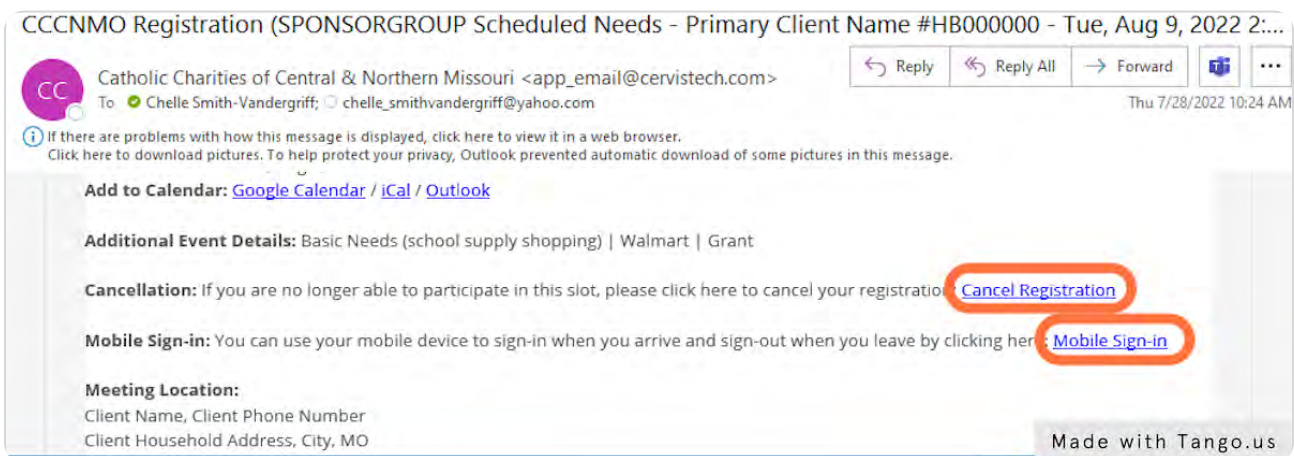 CCCNMO Registration (SPONSORGROUP Scheduled Needs - Primary Client Name #HB000000 - Tue, Aug 9, 2022 2:...
CC
Catholic Charities of Central & Northern Missouri <app_email@cervistech.com>
Reply
Reply All
Forward
To Chelle Smith-Vandergriff; chelle_smithvandergriff@yahoo.com
Thu 7/28/2022 10:24 AM
If there are problems with how this message is displayed, click here to view it in a web browser.
Click here to download pictures. To help protect your privacy, Outlook prevented automatic download of some pictures in this message.
Add to Calendar: Google Calendar / iCal / Outlook
Additional Event Details: Basic Needs (school supply shopping) | Walmart | Grant
Cancellation: If you are no longer able to participate in this slot, please click here to cancel your registration Cancel Registration
Mobile Sign-in: You can use your mobile device to sign-in when you arrive and sign-out when you leave by clicking her : Mobile Sign-in
Meeting Location:
Client Name, Client Phone Number
Client Household Address, City, MO
Made with Tango.us